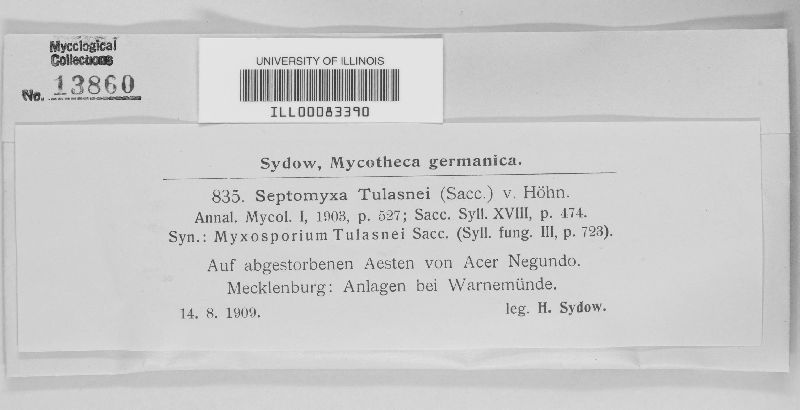 Mycological
Collections
No. 13860
UNIVERSITY OF ILLINOIS
ILL00083390
Sydow, Mycotheca germanica.
835. Septomyxa Tulasnei (Sacc.) v. Höhn.
Annal. Mycol. I, 1903, p. 527; Sacc. Syll. XVIII, p. 474.
Syn.: Myxosporium Tulasnei Sacc. (Syll. fung. III, p. 723).
Auf abgestorbenen Aesten von Acer Negundo.
Mecklenburg: Anlagen bei Warnemünde.
14. 8. 1909. leg. H. Sydow.